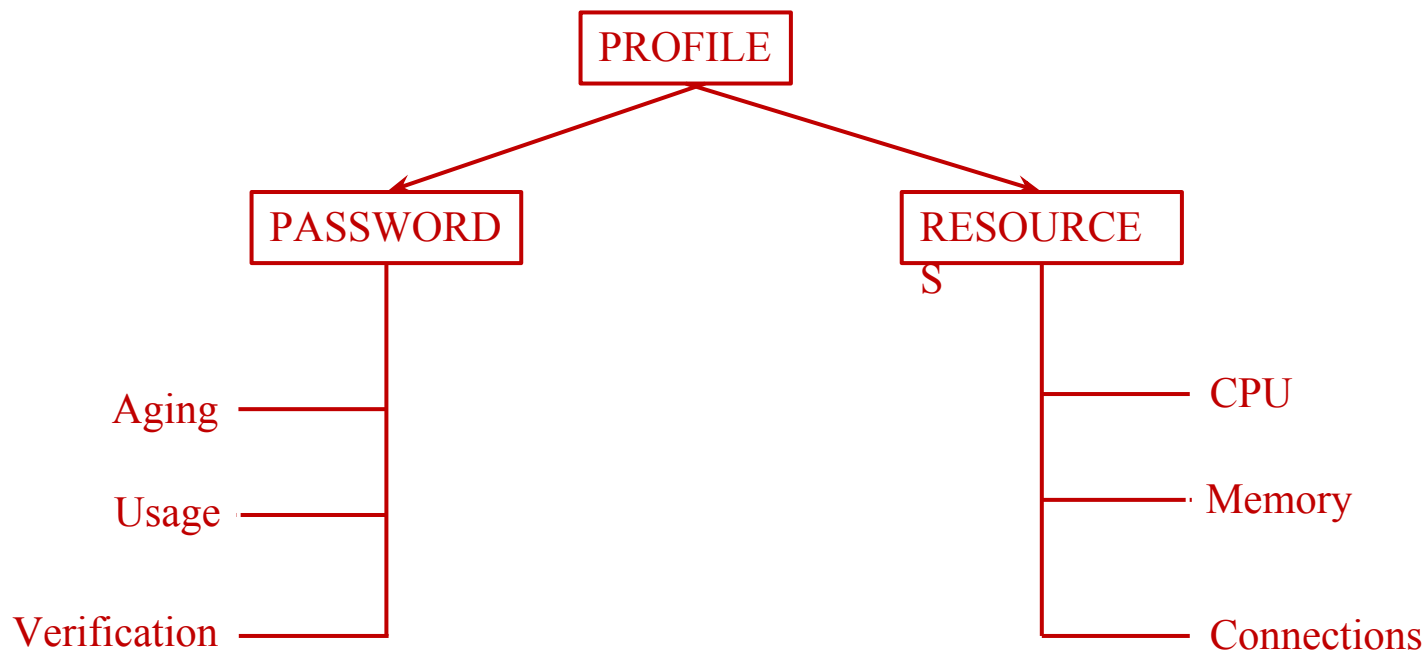 PROFILE
PASSWORD
RESOURCE
S
Aging
Usage
Verification
CPU
Memory
Connections